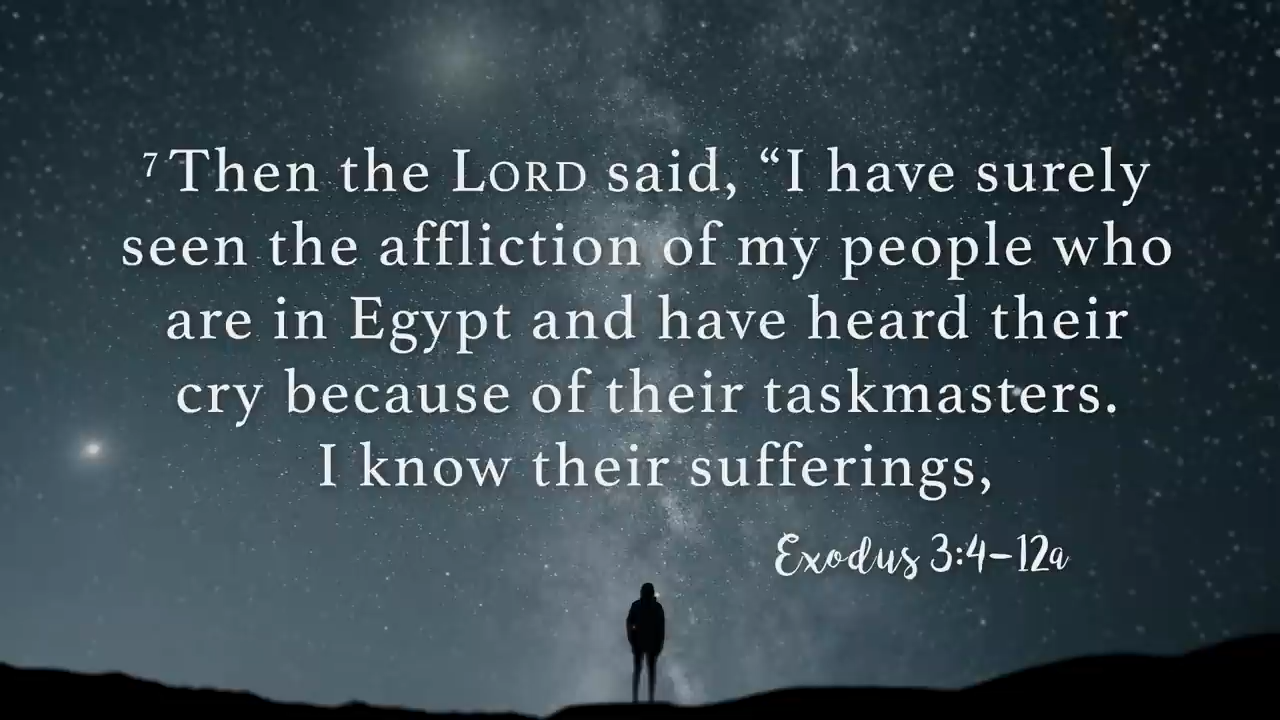 7 Then the LORD said, “I have surely
seen the affliction of my people who
are in Egypt and have heard their
cry because of their taskmasters.
I know their sufferings,
Exodus 3:4–12a